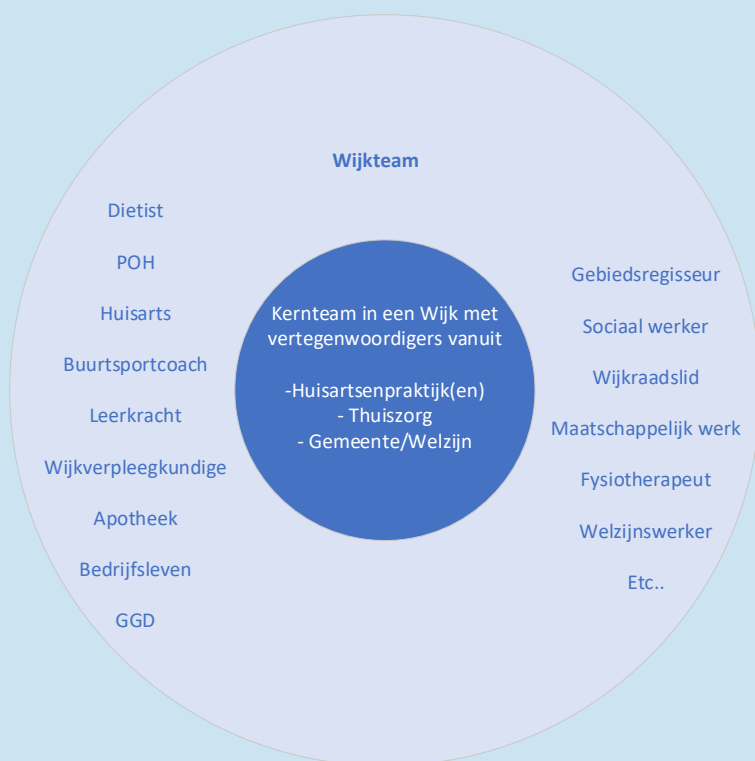 Wijkteam
Dietist
POH
Huisarts
Buurtsportcoach
Leerkracht
Wijkverpleegkundige
Apotheek
Bedrijfsleven
GGD
Kernteam in een Wijk met
vertegenwoordigers vanuit
-Huisartsenpraktijk(en)
- Thuiszorg
- Gemeente/Welzijn
Gebiedsregisseur
Sociaal werker
Wijkraadslid
Maatschappelijk werk
Fysiotherapeut
Welzijnswerker
Etc..